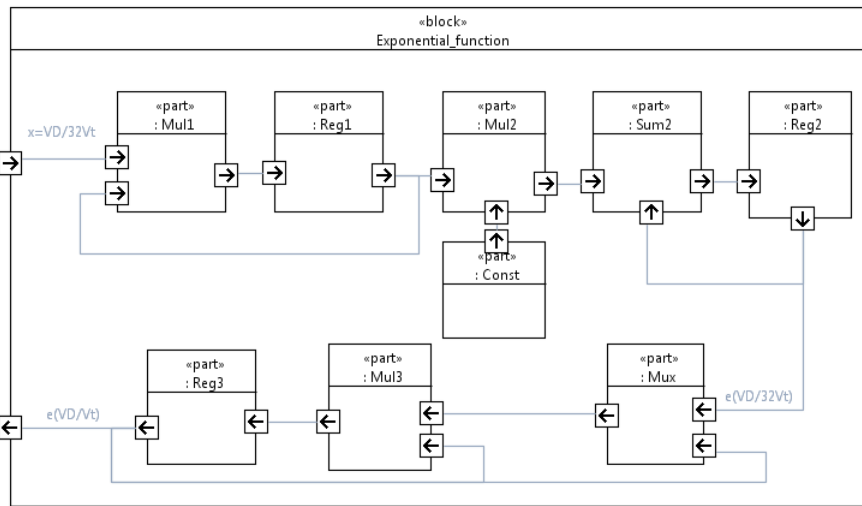 «block»
Exponential_function
«part»
: Mul1
«part»
: Reg1
«part»
: Mul2
«part»
: Sum2
«part»
: Reg2
x=VD/32Vt
«part»
: Const
«part»
: Reg3
«part»
: Mul3
«part»
: Mux
e(VD/Vt)
e(VD/32Vt)